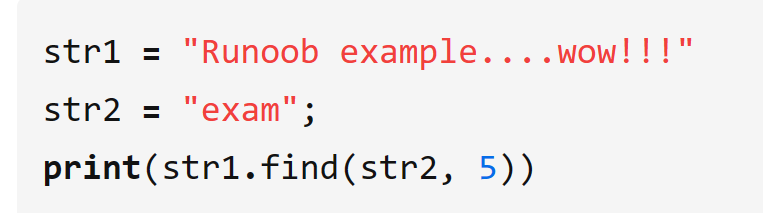 str1 = "Runoob example....wow!!!"
str2 = "exam";
print(str1.find(str2, 5))